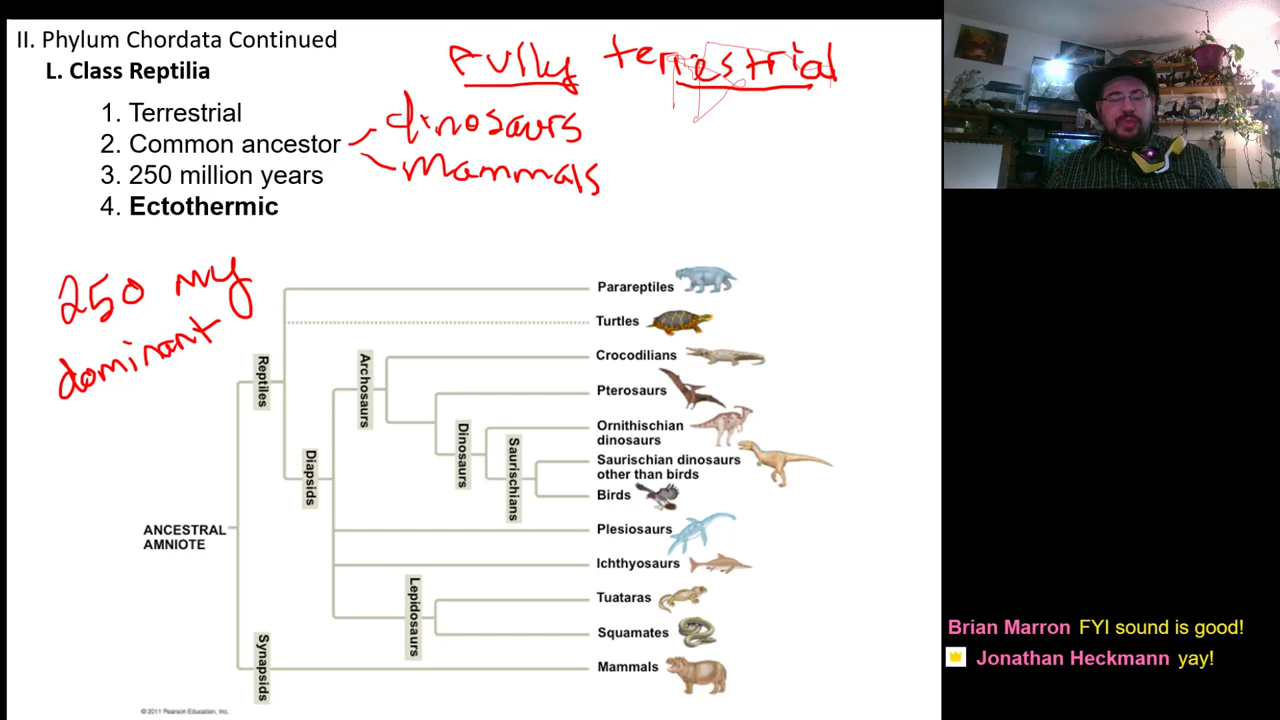 II. Phylum Chordata Continued
L. Class Reptilia
1. Terrestrial
2. Common ancestor
3. 250 million years
4. Ectothermic
Fully terrestrial
dinosaurs
mammals
250 my
dominant
Parareptiles
Turtles
Crocodilians
Pterosaurs
Ornithischian
dinosaurs
Saurischian dinosaurs
other than birds
Birds
Plesiosaurs
Ichthyosaurs
Tuataras
Squamates
Mammals
Reptiles
Archosaurs
Dinosaurs
Saurischians
Diapsids
Lepidosaurs
Synapsids
ANCESTRAL
AMNIOTE
© 2011 Pearson Education, Inc.
Brian Marron FYI sound is good!
Jonathan Heckmann yay!